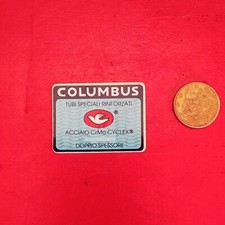 COLUMBUS
TUBI SPECIALI RINFORZATI
®
ACCIAIO CrMo CYCLEX®
DOPPIO SPESSORE